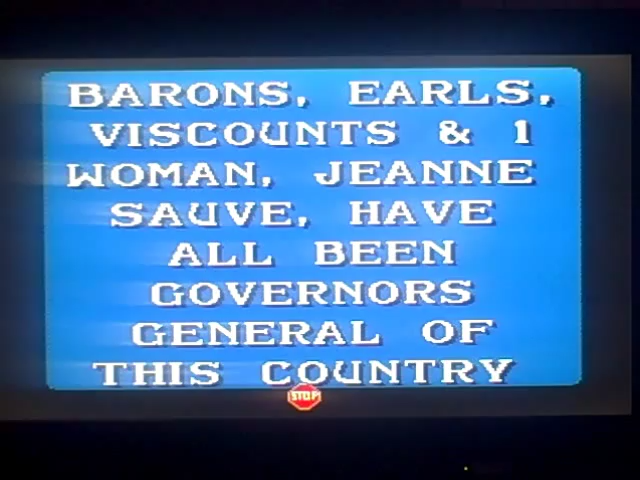 BARONS, EARLS,
VISCOUNTS & 1
WOMAN, JEANNE
SAUVE, HAVE
ALL BEEN
GOVERNORS
GENERAL OF
THIS COUNTRY
STOP